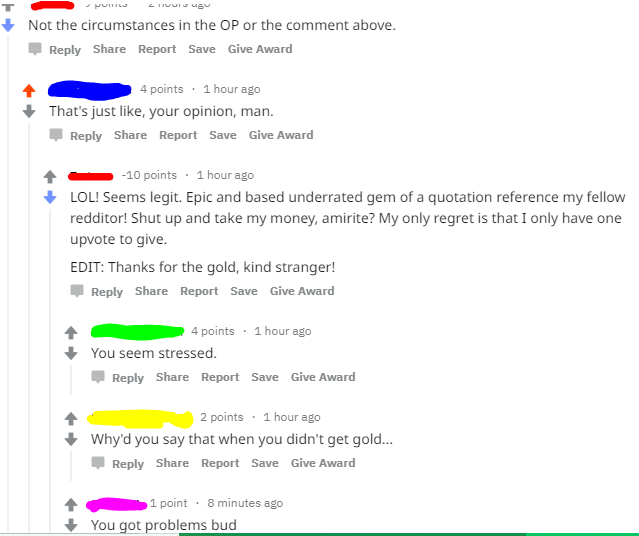 Not the circumstances in the OP or the comment above.
Reply Share Report Save Give Award
4 points · 1 hour ago
That's just like, your opinion, man.
Reply Share Report Save Give Award
-10 points · 1 hour ago
LOL! Seems legit. Epic and based underrated gem of a quotation reference my fellow
redditor! Shut up and take my money, amirite? My only regret is that I only have one
upvote to give.
EDIT: Thanks for the gold, kind stranger!
Reply Share Report Save Give Award
4 points · 1 hour ago
You seem stressed.
Reply Share Report Save Give Award
2 points · 1 hour ago
Why'd you say that when you didn't get gold...
Reply Share Report Save Give Award
1 point · 8 minutes ago
You got problems bud